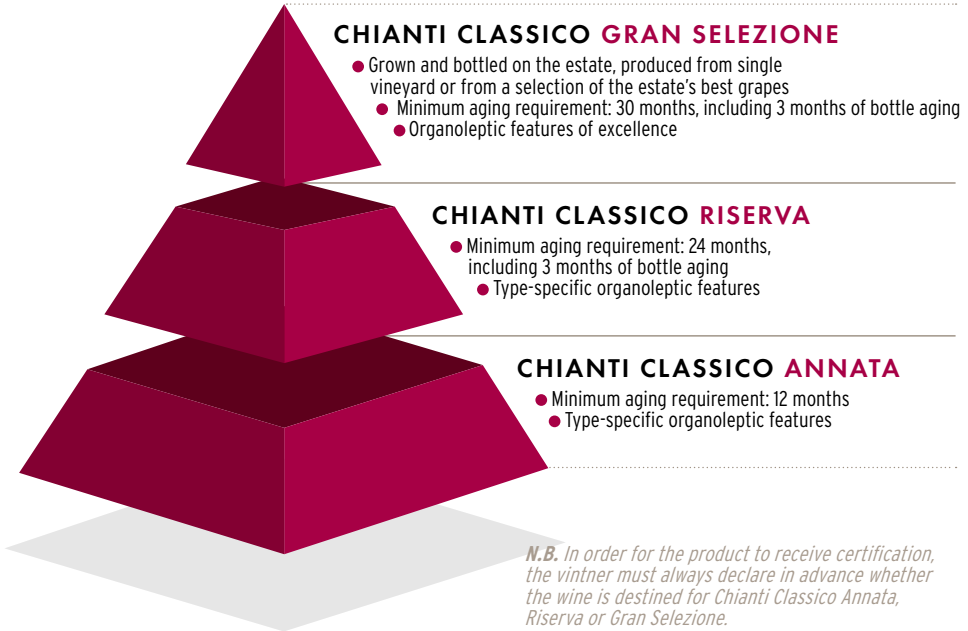 CHIANTI CLASSICO GRAN SELEZIONE
● Grown and bottled on the estate, produced from single
vineyard or from a selection of the estate's best grapes
● Minimum aging requirement: 30 months, including 3 months of bottle aging
● Organoleptic features of excellence
CHIANTI CLASSICO RISERVA
● Minimum aging requirement: 24 months,
including 3 months of bottle aging
● Type-specific organoleptic features
CHIANTI CLASSICO ANNATA
● Minimum aging requirement: 12 months
● Type-specific organoleptic features
N.B. In order for the product to receive certification,
the vintner must always declare in advance whether
the wine is destined for Chianti Classico Annata,
Riserva or Gran Selezione.